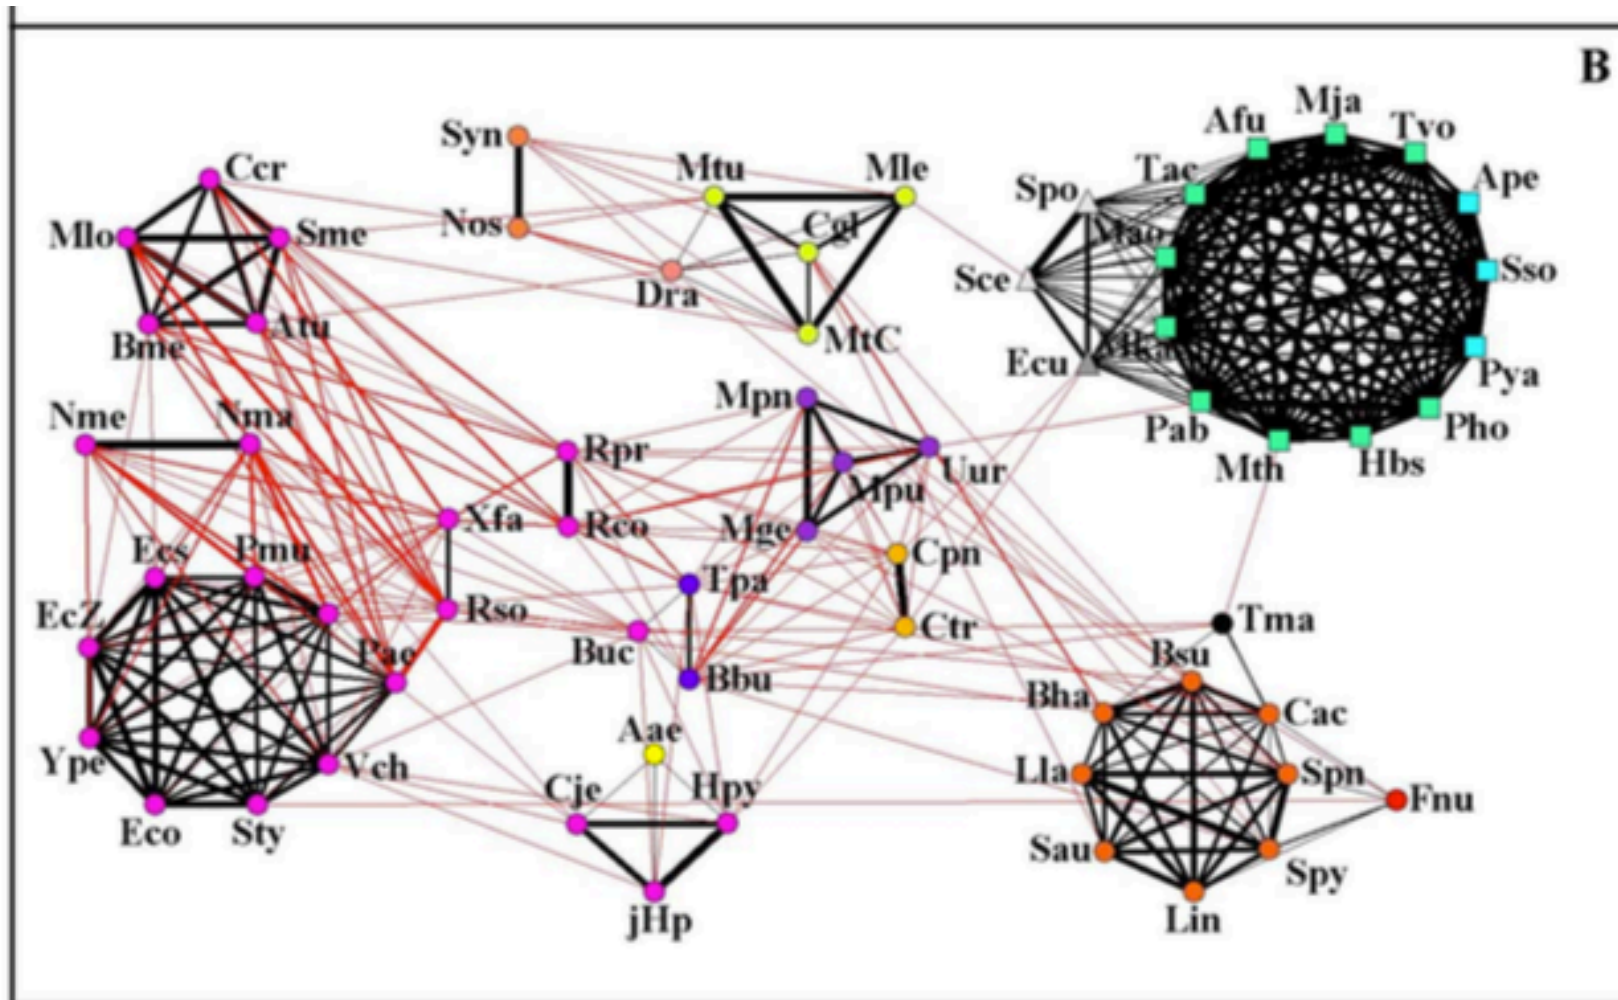 B
Mja
Afu
Tvo
Syn
Ccr
Mtu
Mle
Tac
Ape
Spo
Nos
Mlo
Sme
Cgl
Mao
Sce
Sso
Dra
Bme
Atu
MtC
Ecu
Mka
Pya
Mpn
Nme
Nma
Pab
Pho
Rpr
Uur
Mth
Hbs
Mpu
Xfa
Rco
Mge
Ecs
Pmu
Cpn
Tpa
EcZ
Rso
Ctr
Tma
Pae
Buc
Bsu
Bbu
Bha
Cac
Aae
Ype
Vch
Cje
Hpy
Lla
Spn
Fnu
Eco
Sty
Sau
Spy
jHp
Lin